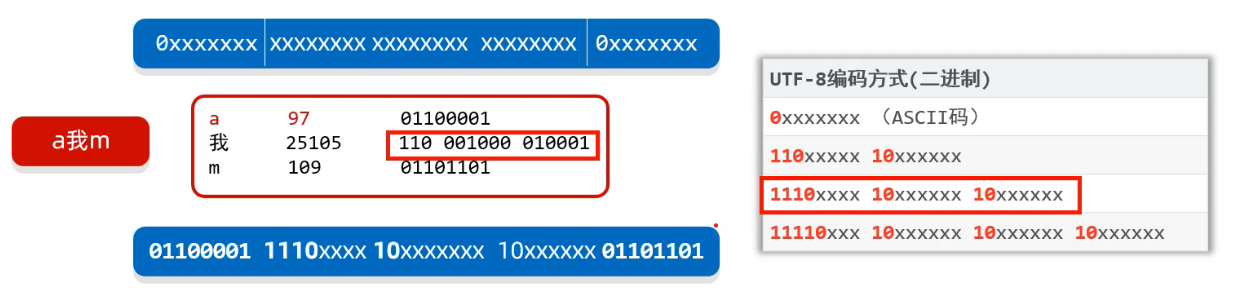 0xxxxxxx xxxxxxxx xxxxxxxx xxxxxxxx 0xxxxxxx
a我m
a 97 01100001
我 25105 110 001000 010001
m 109 01101101
01100001 1110xxxx 10xxxxxxx 10xxxxxx 01101101
UTF-8编码方式(二进制)
0xxxxxxx (ASCII码)
110xxxxx 10xxxxxx
1110xxxx 10xxxxxx 10xxxxxx
11110xxx 10xxxxxx 10xxxxxx 10xxxxxx